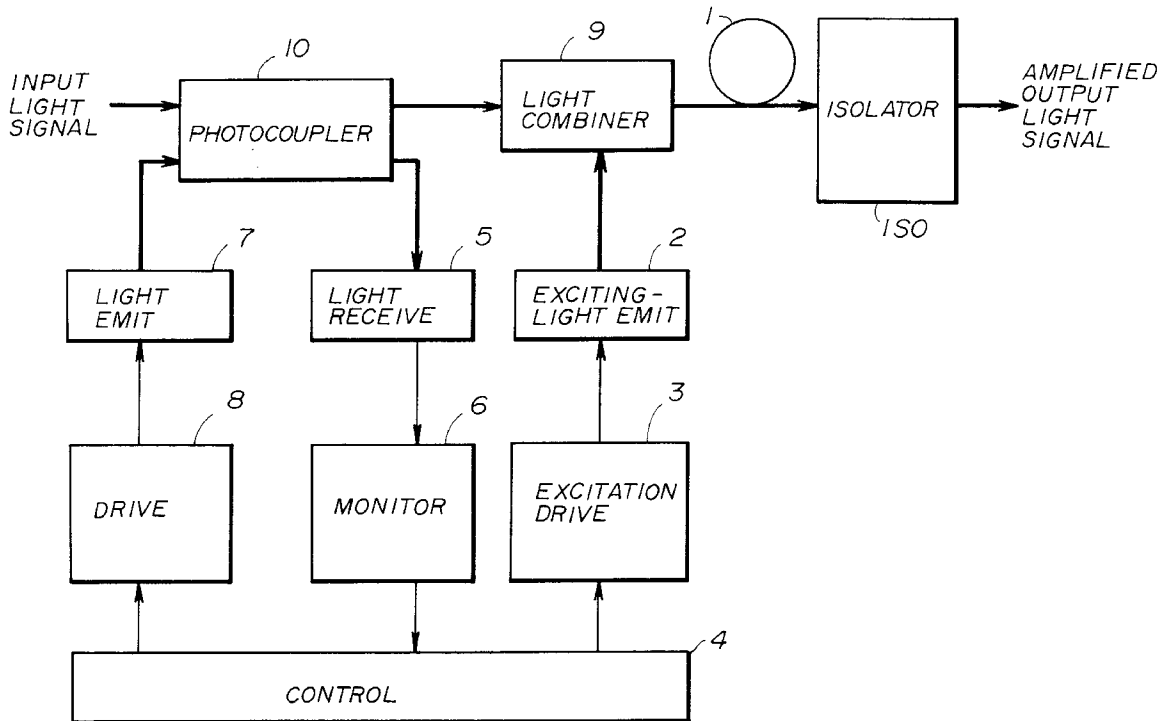 10
9
1
INPUT
LIGHT
SIGNAL
PHOTOCOUPLER
LIGHT
COMBINER
ISOLATOR
AMPLIFIED
OUTPUT
LIGHT
SIGNAL
ISO
7
5
2
LIGHT
EMIT
LIGHT
RECEIVE
EXCITING-
LIGHT EMIT
8
6
3
DRIVE
MONITOR
EXCITATION
DRIVE
4
CONTROL